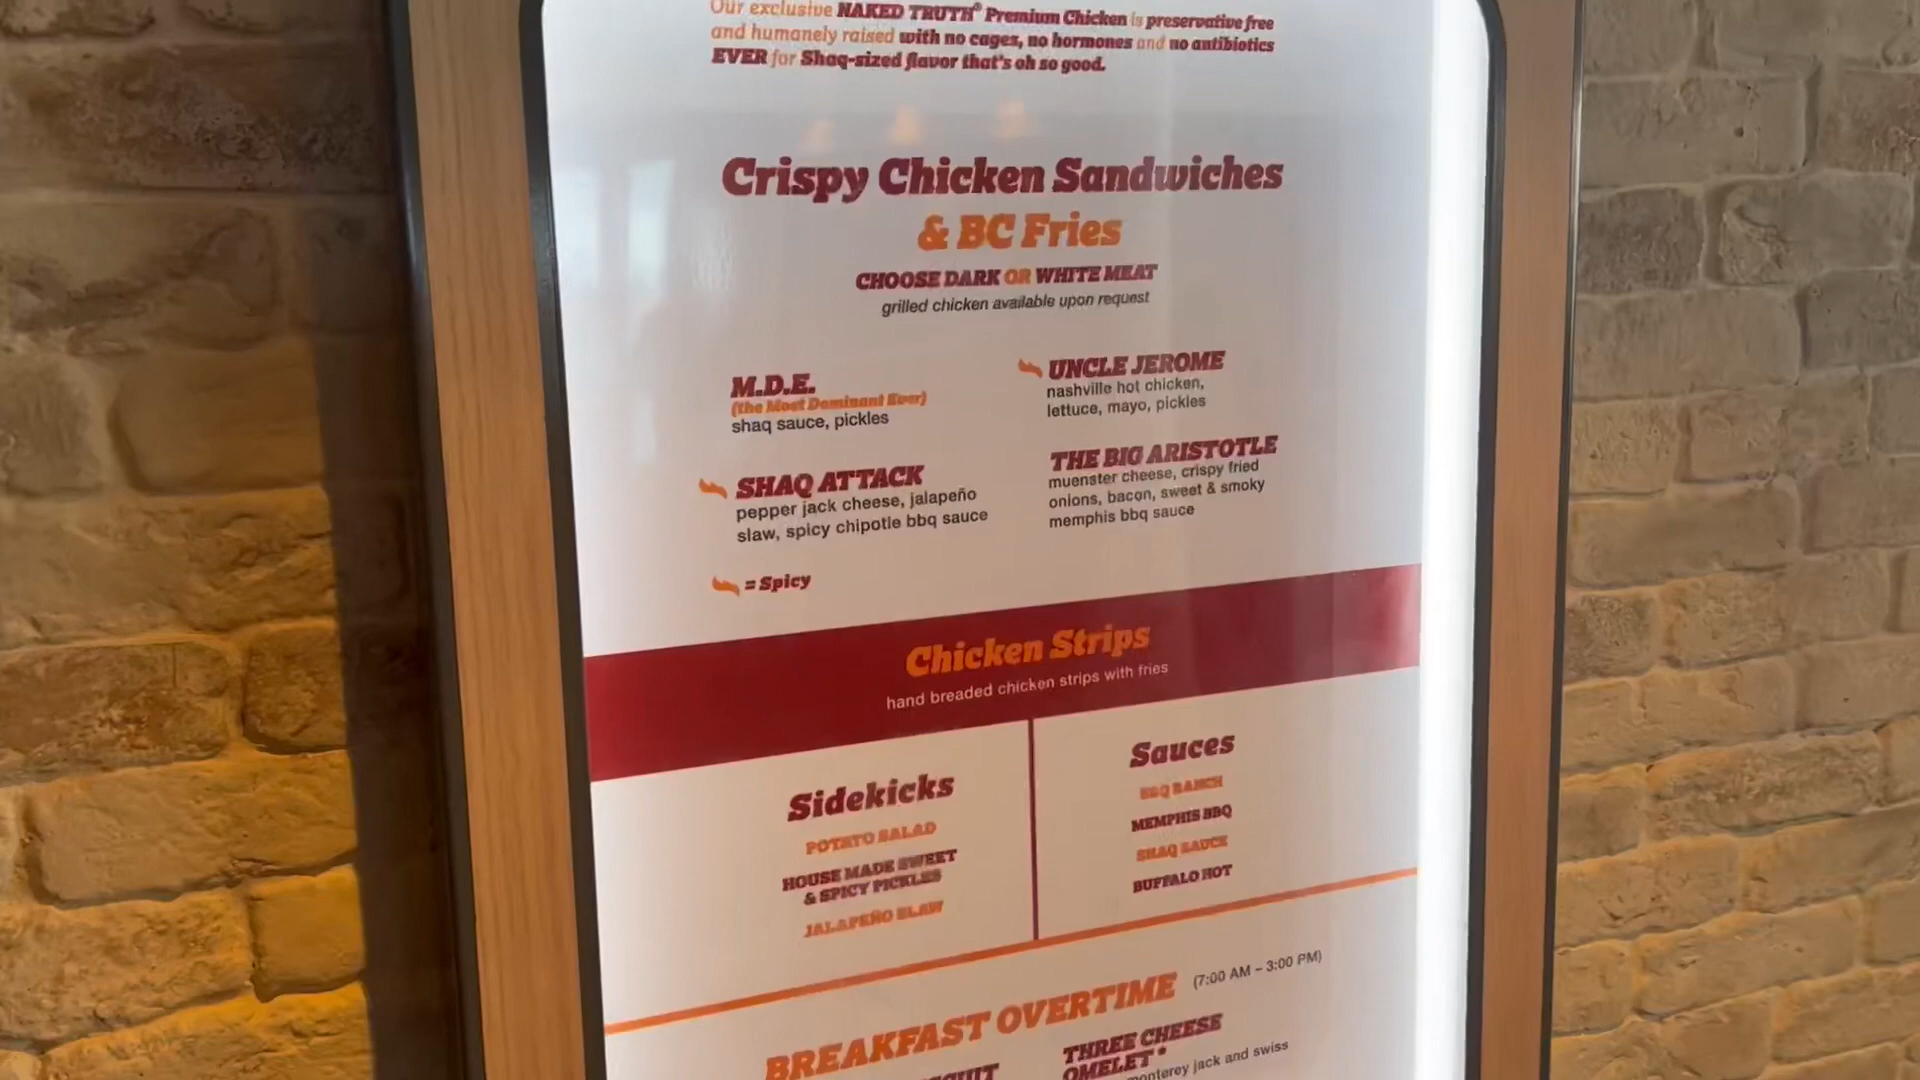 Our exclusive NAKED TRUTH® Premium Chicken is preservative free
and humanely raised with no cages, no hormones and no antibiotics
EVER for Shaq-sized flavor that's oh so good.
Crispy Chicken Sandwiches
& BC Fries
CHOOSE DARK OR WHITE MEAT
grilled chicken available upon request
M.D.E.
(the Most Dominant Ever)
shaq sauce, pickles
SHAQ ATTACK
pepper jack cheese, jalapeño
slaw, spicy chipotle bbq sauce
= Spicy
UNCLE JEROME
nashville hot chicken,
lettuce, mayo, pickles
THE BIG ARISTOTLE
muenster cheese, crispy fried
onions, bacon, sweet & smoky
memphis bbq sauce
Chicken Strips
hand breaded chicken strips with fries
Sidekicks
POTATO SALAD
HOUSE MADE SWEET
& SPICY PICKLES
JALAPEÑO SLAW
Sauces
BBQ RANCH
MEMPHIS BBQ
SHAQ SAUCE
BUFFALO HOT
BREAKFAST OVERTIME (7:00 AM – 3:00 PM)
THREE CHEESE
OMELET *
jack and swiss